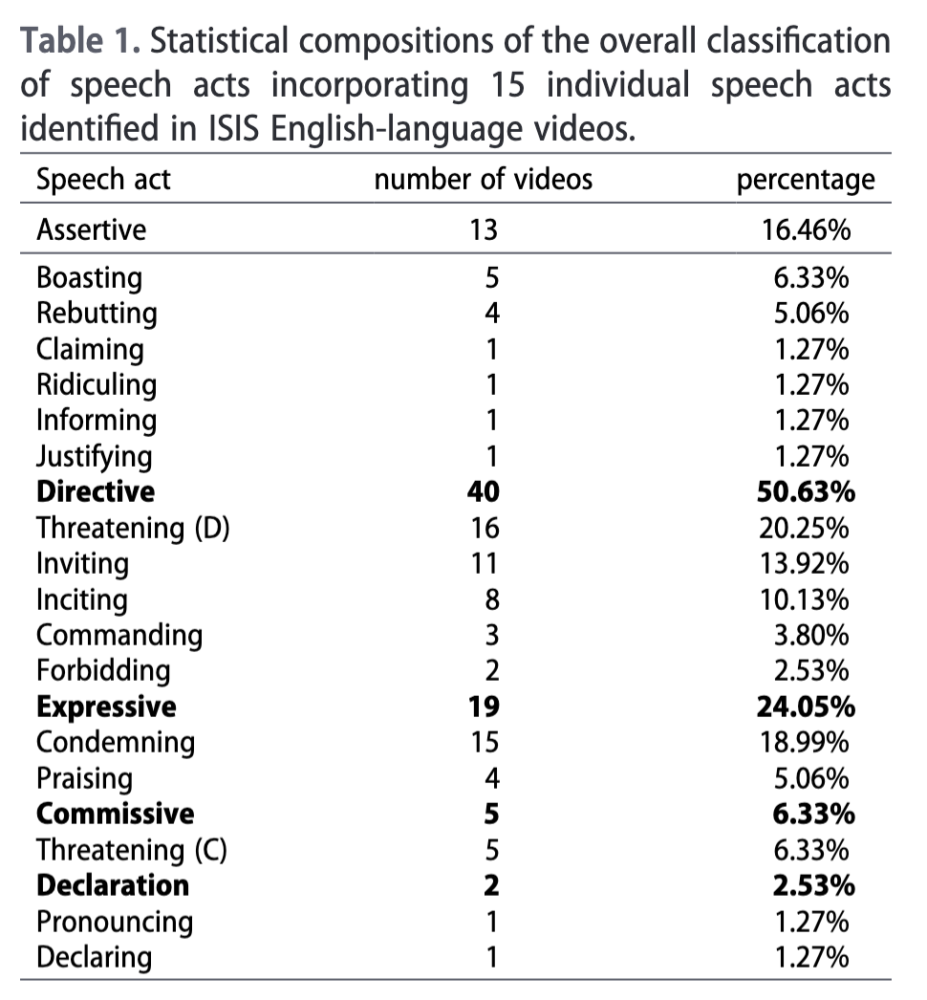 Table 1. Statistical compositions of the overall classification
of speech acts incorporating 15 individual speech acts
identified in ISIS English-language videos.
Speech act number of videos percentage
Assertive 13 16.46%
Boasting 5 6.33%
Rebutting 4 5.06%
Claiming 1 1.27%
Ridiculing 1 1.27%
Informing 1 1.27%
Justifying 1 1.27%
Directive 40 50.63%
Threatening (D) 16 20.25%
Inviting 11 13.92%
Inciting 8 10.13%
Commanding 3 3.80%
Forbidding 2 2.53%
Expressive 19 24.05%
Condemning 15 18.99%
Praising 4 5.06%
Commissive 5 6.33%
Threatening (C) 5 6.33%
Declaration 2 2.53%
Pronouncing 1 1.27%
Declaring 1 1.27%